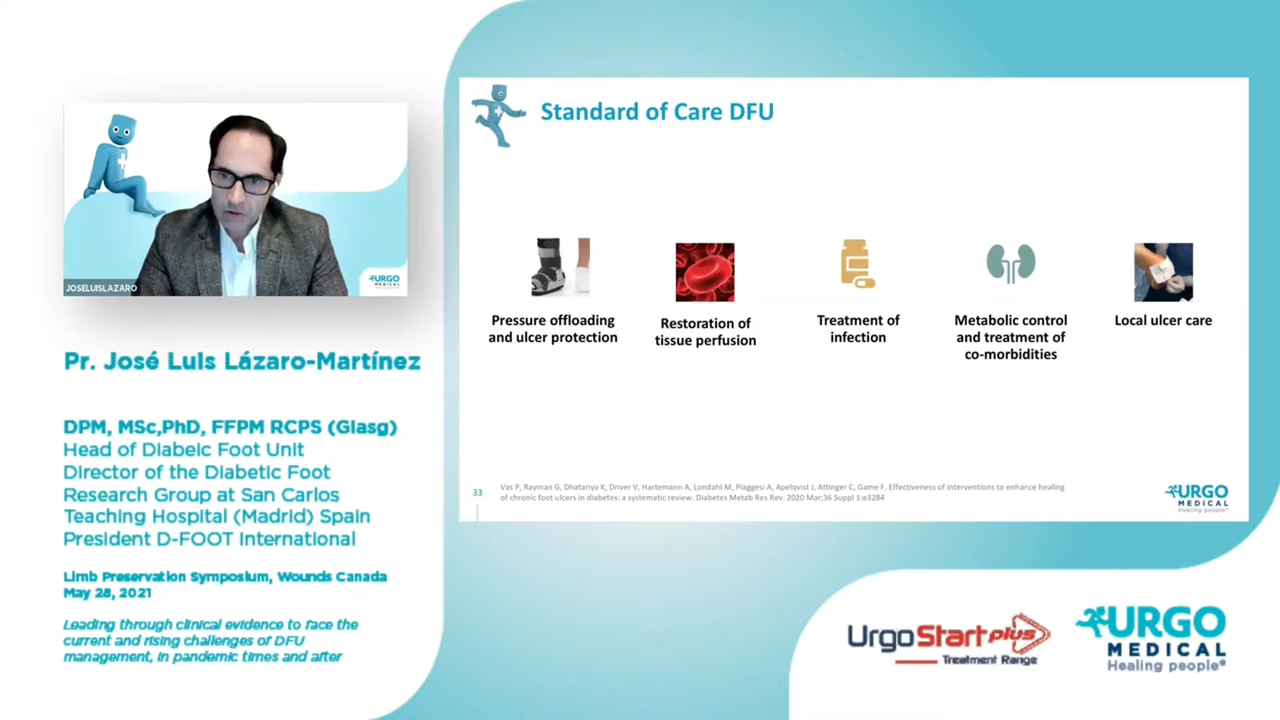 JOSELUISLAZARO
URGO
MEDICAL
Pr. José Luis Lázaro-Martínez
DPM, MSc,PhD, FFPM RCPS (Glasg)
Head of Diabeic Foot Unit
Director of the Diabetic Foot
Research Group at San Carlos
Teaching Hospital (Madrid) Spain
President D-FOOT International
Limb Preservation Symposium, Wounds Canada
May 28, 2021
Leading through clinical evidence to face the
current and rising challenges of DFU
management, in pandemic times and after
Standard of Care DFU
Pressure offloading
and ulcer protection
Restoration of
tissue perfusion
Treatment of
infection
Metabolic control
and treatment of
co-morbidities
Local ulcer care
33
Vas P, Rayman G, Dhatariya K, Driver V, Hartemann A, Londahl M, Piaggesi A, Apelqvist J, Attinger C, Game F. Effectiveness of interventions to enhance healing
of chronic foot ulcers in diabetes: a systematic review. Diabetes Metab Res Rev. 2020 Mar;36 Suppl 1:e3284
URGO
MEDICAL
Healing people®
UrgoStart plus
Treatment Range
URGO
MEDICAL
Healing people®